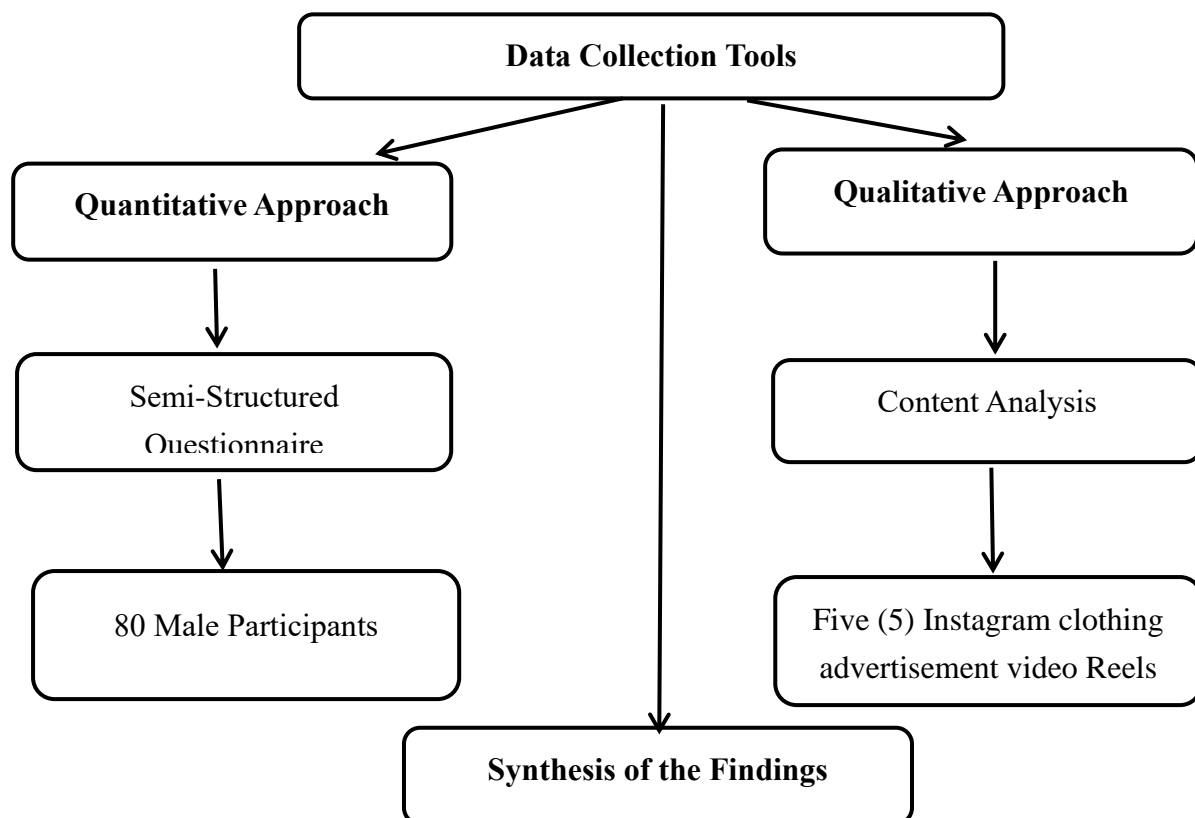 Data Collection Tools
Quantitative Approach
Qualitative Approach
Semi-Structured
Questionnaire
Content Analysis
80 Male Participants
Five (5) Instagram clothing
advertisement video Reels
Synthesis of the Findings